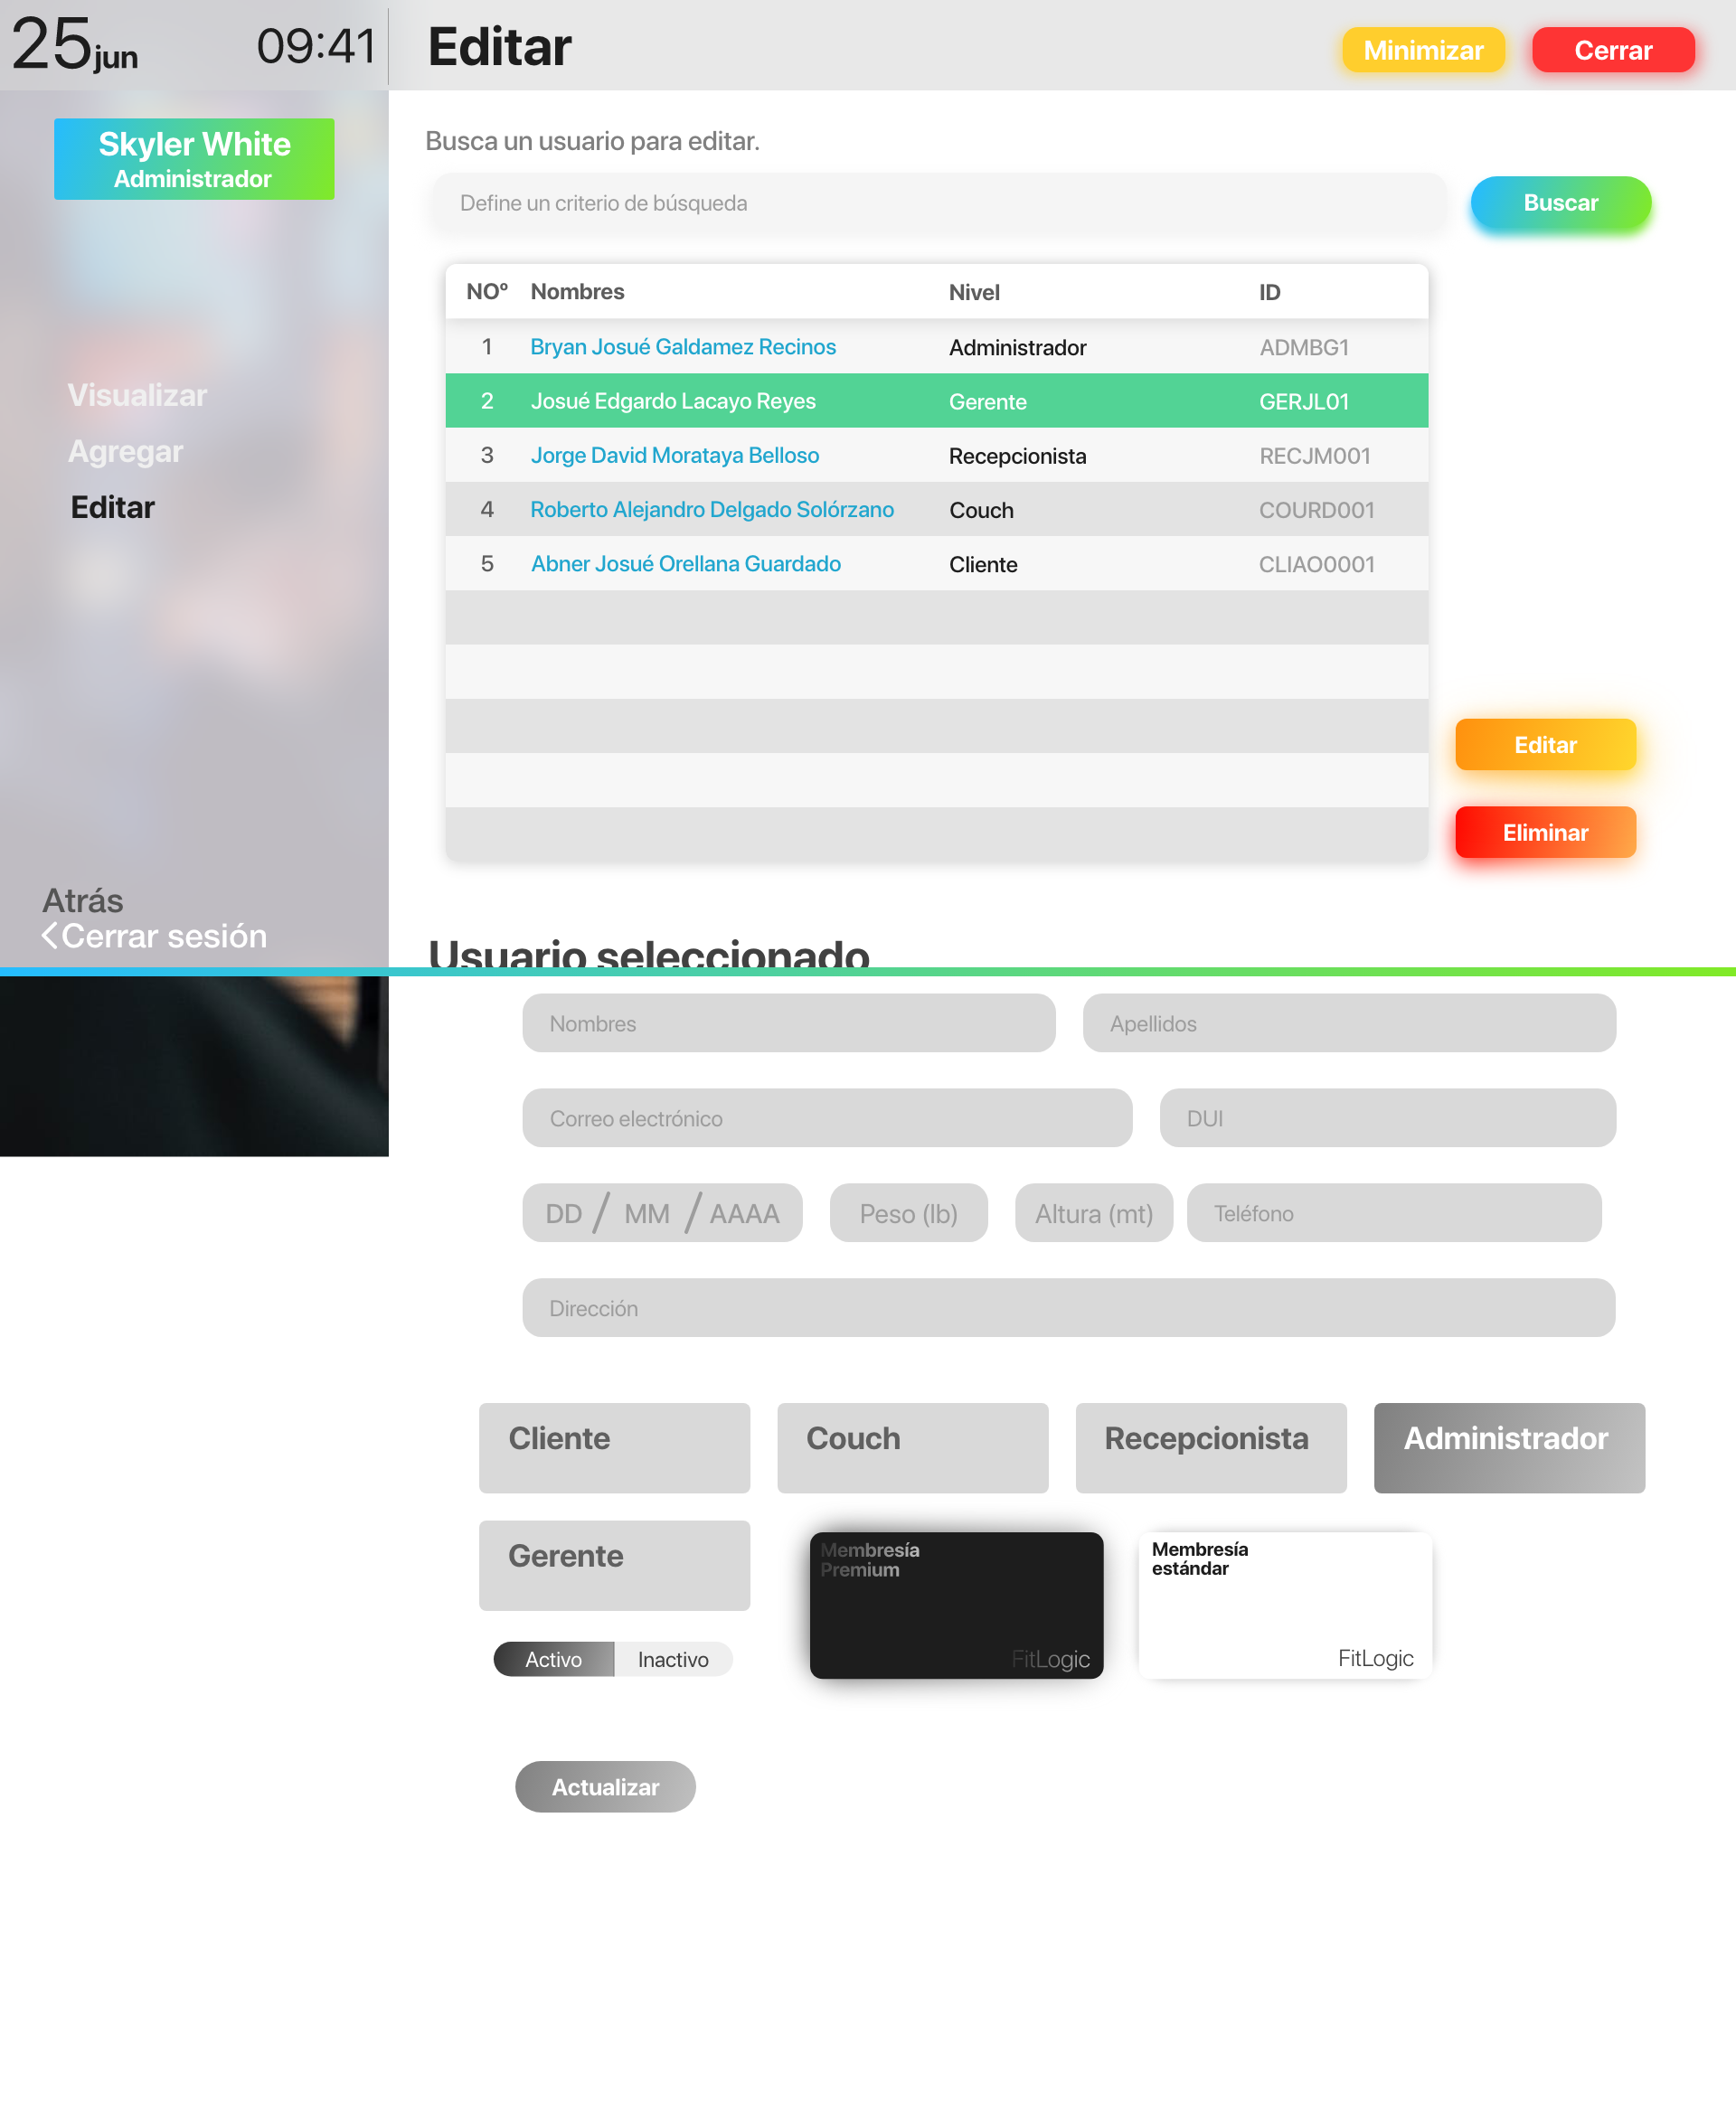 25 jun
09:41
Editar
Minimizar
Cerrar
Skyler White
Administrador
Visualizar
Agregar
Editar
Atrás
Cerrar sesión
Busca un usuario para editar.
Define un criterio de búsqueda
Buscar
NOº Nombres Nivel ID
1 Bryan Josué Galdamez Recinos Administrador ADMBG1
2 Josué Edgardo Lacayo Reyes Gerente GERJL01
3 Jorge David Morataya Belloso Recepcionista RECJM001
4 Roberto Alejandro Delgado Solórzano Couch COURD001
5 Abner Josué Orellana Guardado Cliente CLIAO0001
Editar
Eliminar
Usuario seleccionado
Nombres
Apellidos
Correo electrónico
DUI
DD / MM / AAAA
Peso (lb)
Altura (mt)
Teléfono
Dirección
Cliente
Couch
Recepcionista
Administrador
Gerente
Membresía
Premium
FitLogic
Membresía
estándar
FitLogic
Activo
Inactivo
Actualizar